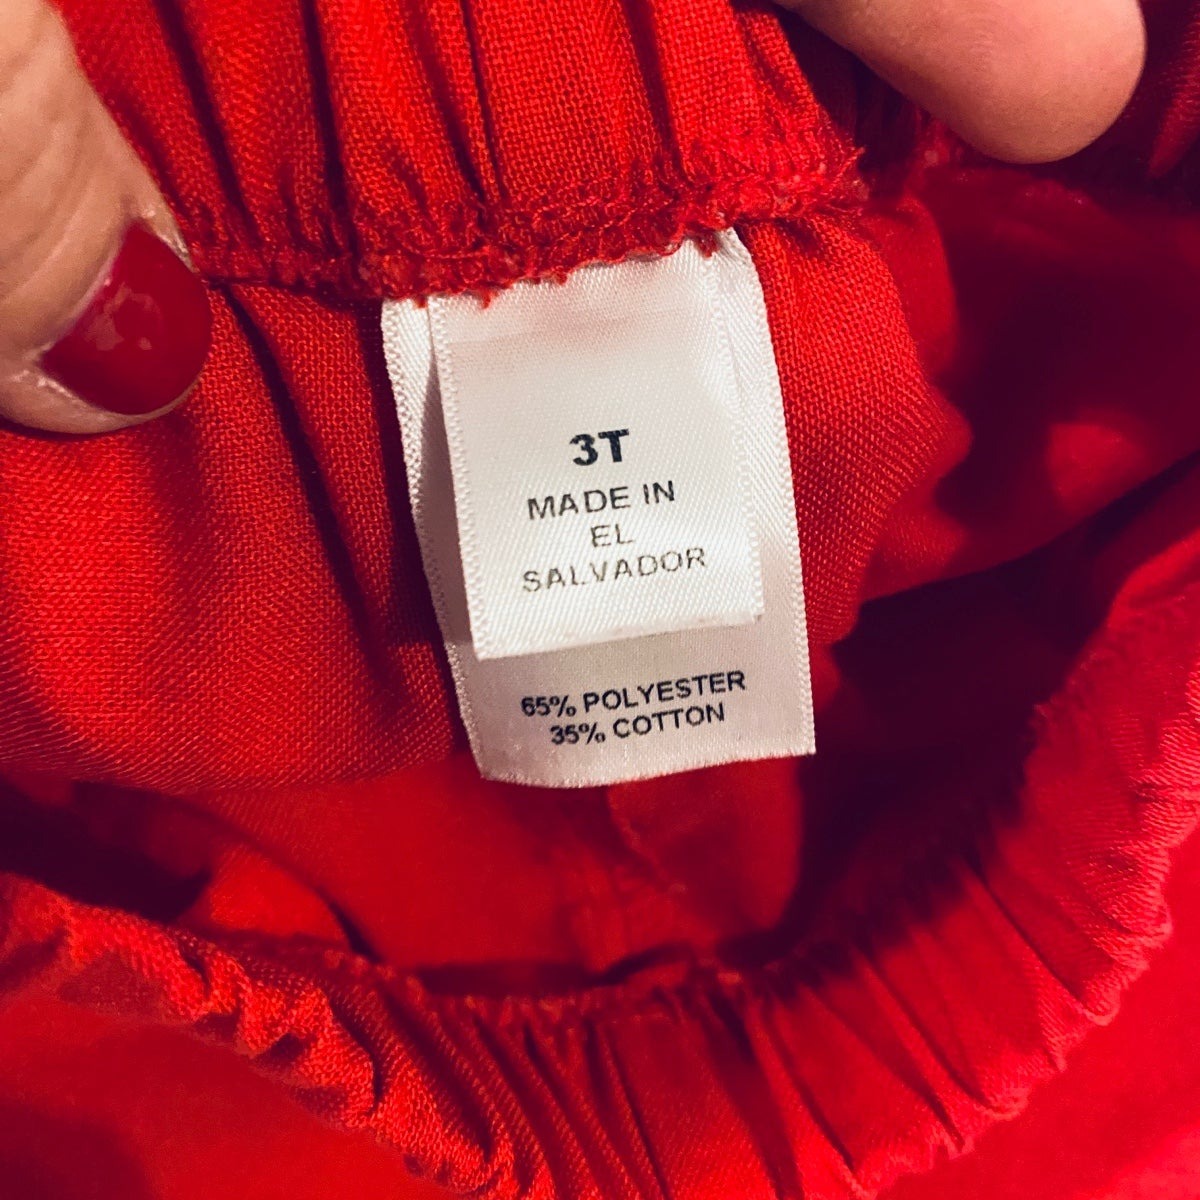 3T
MADE IN
EL
SALVADOR
65% POLYESTER
35% COTTON